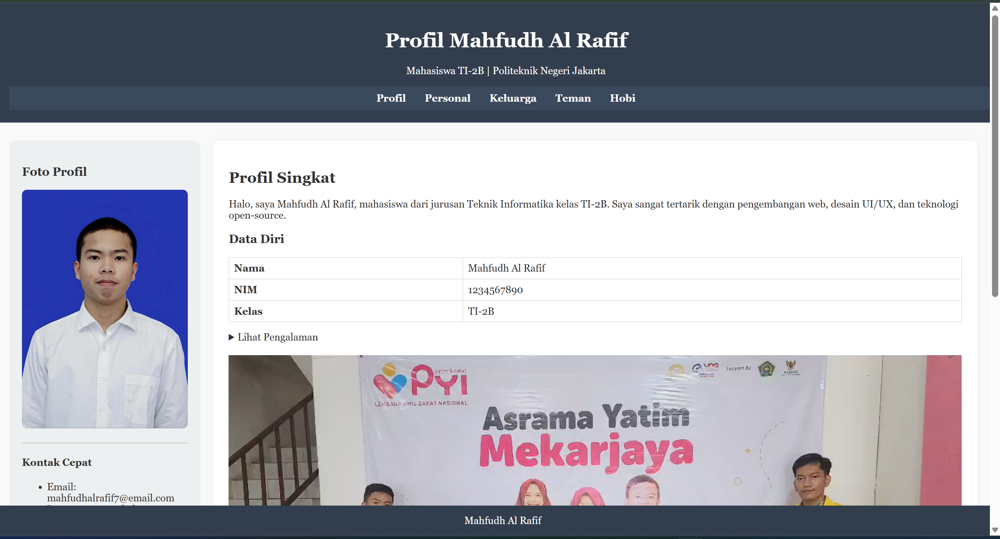 Profil Mahfudh Al Rafif
Mahasiswa TI-2B | Politeknik Negeri Jakarta
Profil Personal Keluarga Teman Hobi
Foto Profil
Kontak Cepat
Email:
mahfudhalrafif7@email.com
Profil Singkat
Halo, saya Mahfudh Al Rafif, mahasiswa dari jurusan Teknik Informatika kelas TI-2B. Saya sangat tertarik dengan pengembangan web, desain UI/UX, dan teknologi
open-source.
Data Diri
Nama Mahfudh Al Rafif
NIM 1234567890
Kelas TI-2B
Lihat Pengalaman
PYI
yatim & zakat
LEMBAGA AMIL ZAKAT NASIONAL
Support By
BAZNAS
Asrama Yatim
Mekarjaya
Mahfudh Al Rafif